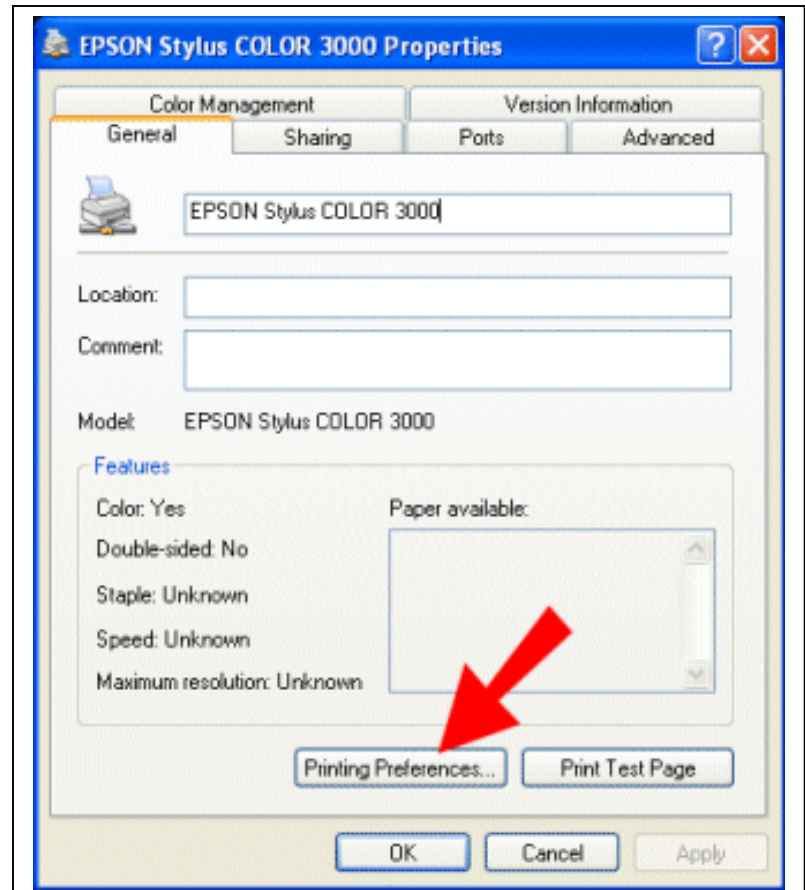 EPSON Stylus COLOR 3000 Properties
Color Management Version Information
General Sharing Ports Advanced
EPSON Stylus COLOR 3000
Location:
Comment:
Model: EPSON Stylus COLOR 3000
Features
Color: Yes Paper available:
Double-sided: No
Staple: Unknown
Speed: Unknown
Maximum resolution: Unknown
Printing Preferences... Print Test Page
OK Cancel Apply